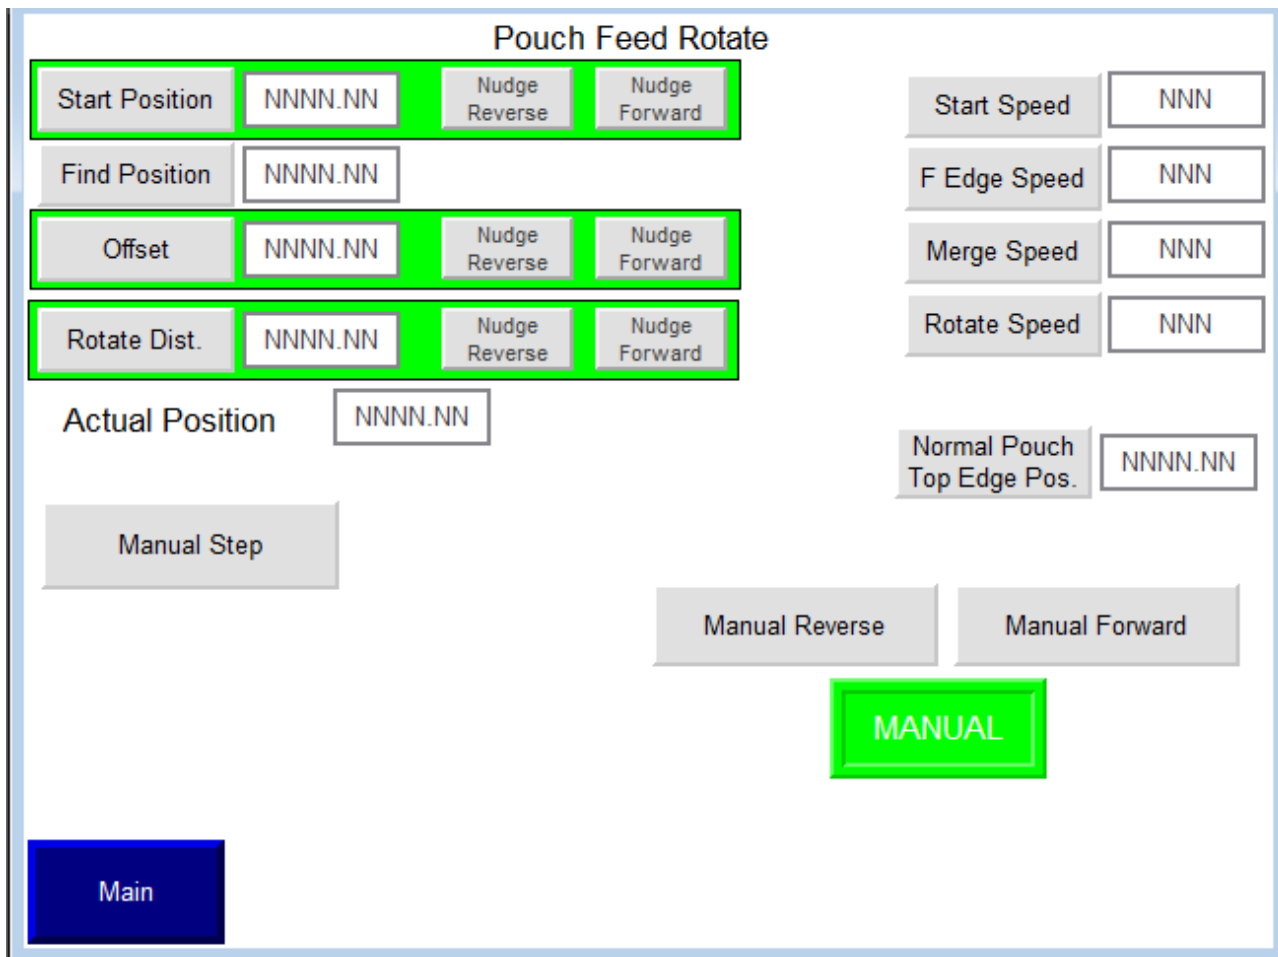 Pouch Feed Rotate
Start Position NNNN.NN Nudge Reverse Nudge Forward Start Speed NNN
Find Position NNNN.NN F Edge Speed NNN
Offset NNNN.NN Nudge Reverse Nudge Forward Merge Speed NNN
Rotate Dist. NNNN.NN Nudge Reverse Nudge Forward Rotate Speed NNN
Actual Position NNNN.NN
Normal Pouch
Top Edge Pos. NNNN.NN
Manual Step
Manual Reverse Manual Forward
MANUAL
Main